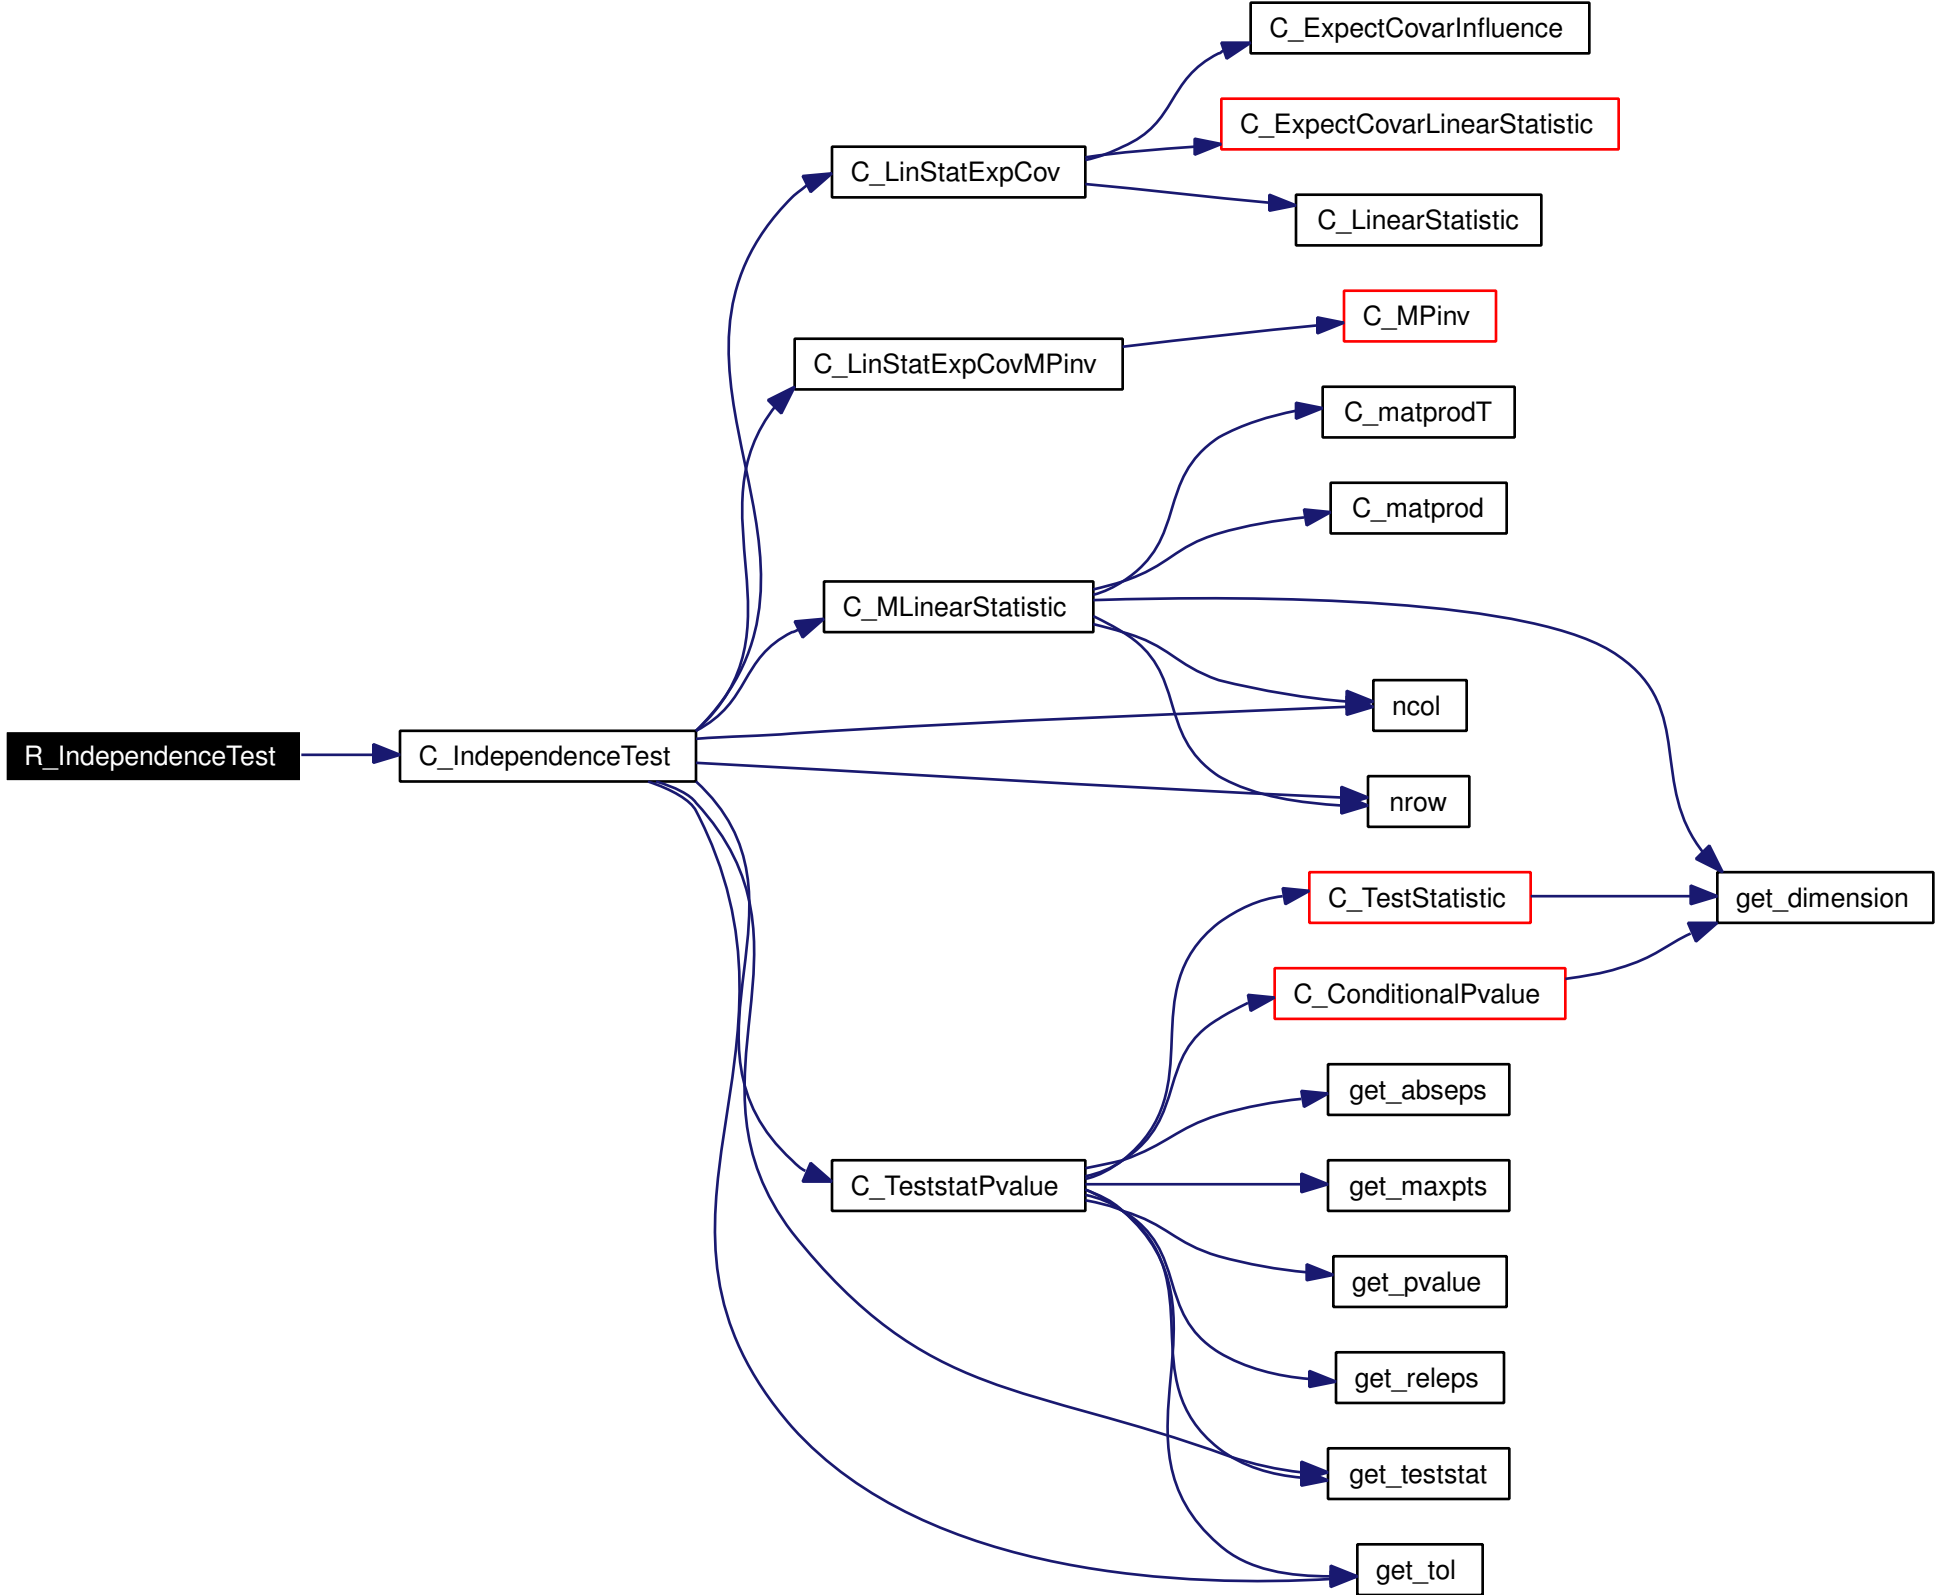 C_ExpectCovarInfluence
C_ExpectCovarLinearStatistic
C_LinStatExpCov
C_LinearStatistic
C_MPinv
C_LinStatExpCovMPinv
C_matprodT
C_matprod
C_MLinearStatistic
ncol
R_IndependenceTest
C_IndependenceTest
nrow
C_TestStatistic
get_dimension
C_ConditionalPvalue
get_abseps
C_TeststatPvalue
get_maxpts
get_pvalue
get_releps
get_teststat
get_tol